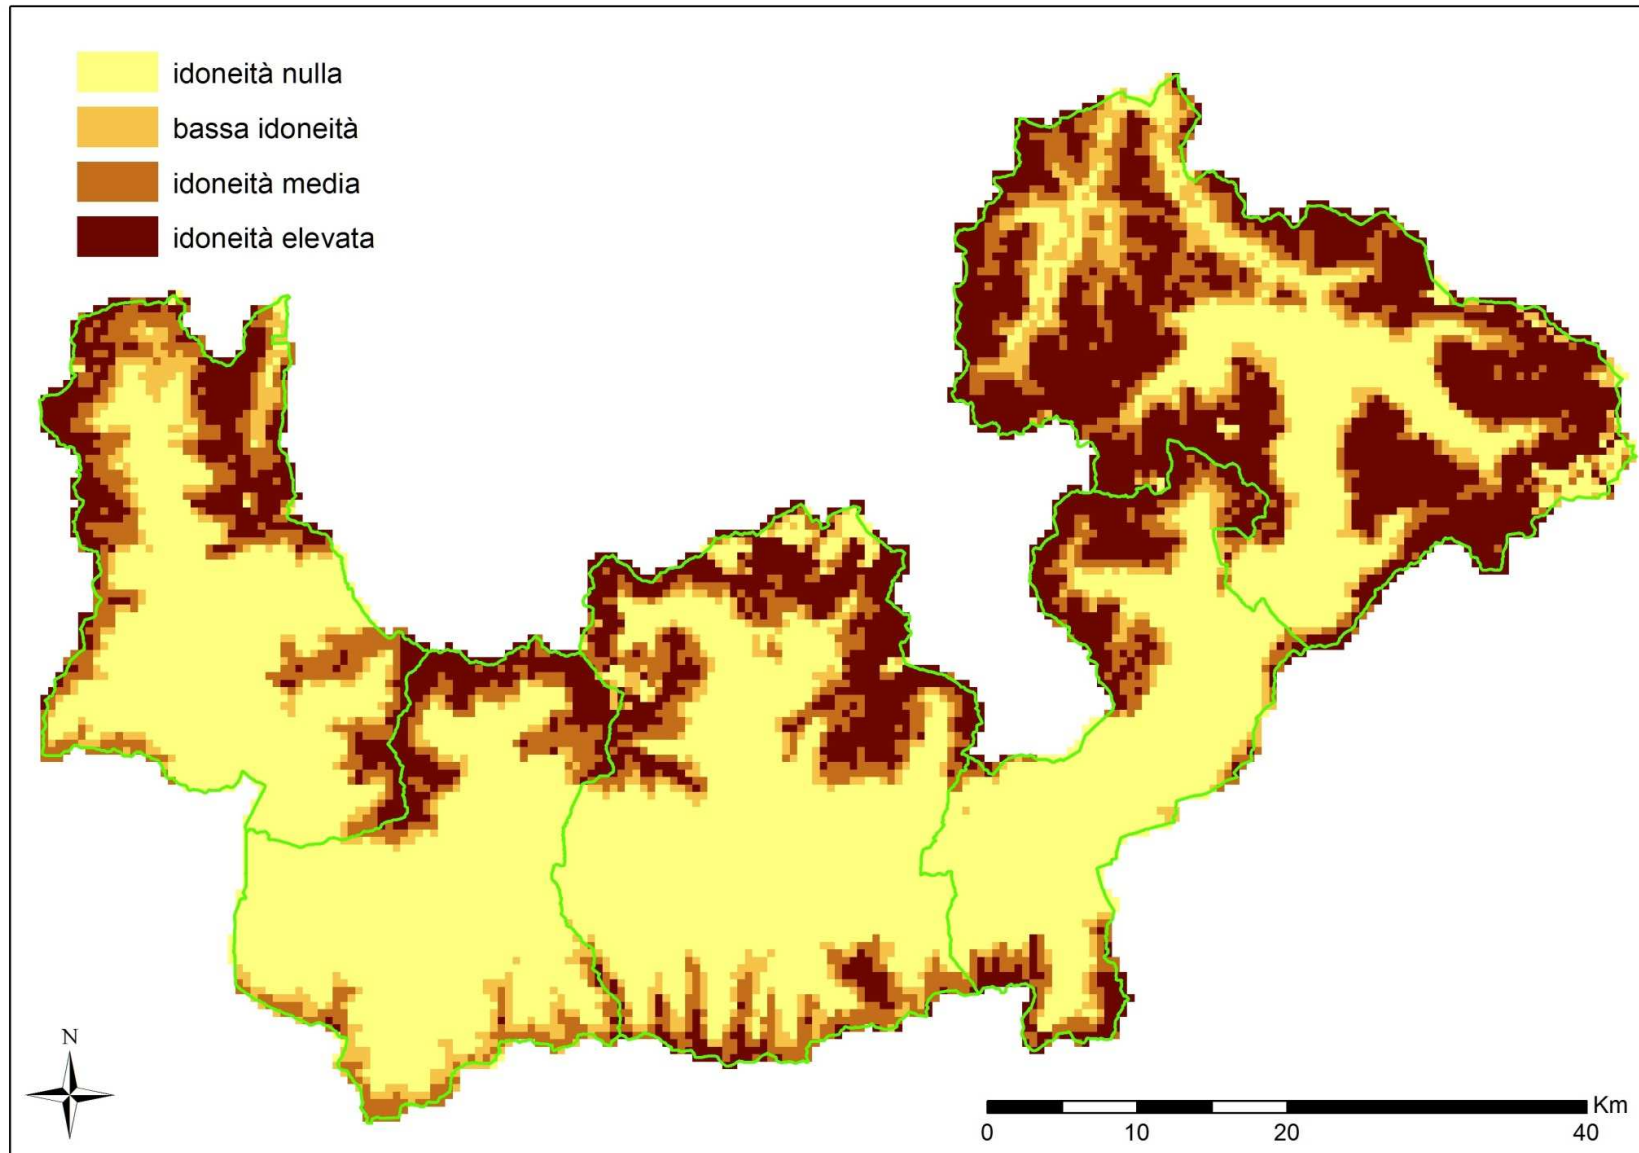 idoneità nulla
bassa idoneità
idoneità media
idoneità elevata
N
Km
0 10 20 40